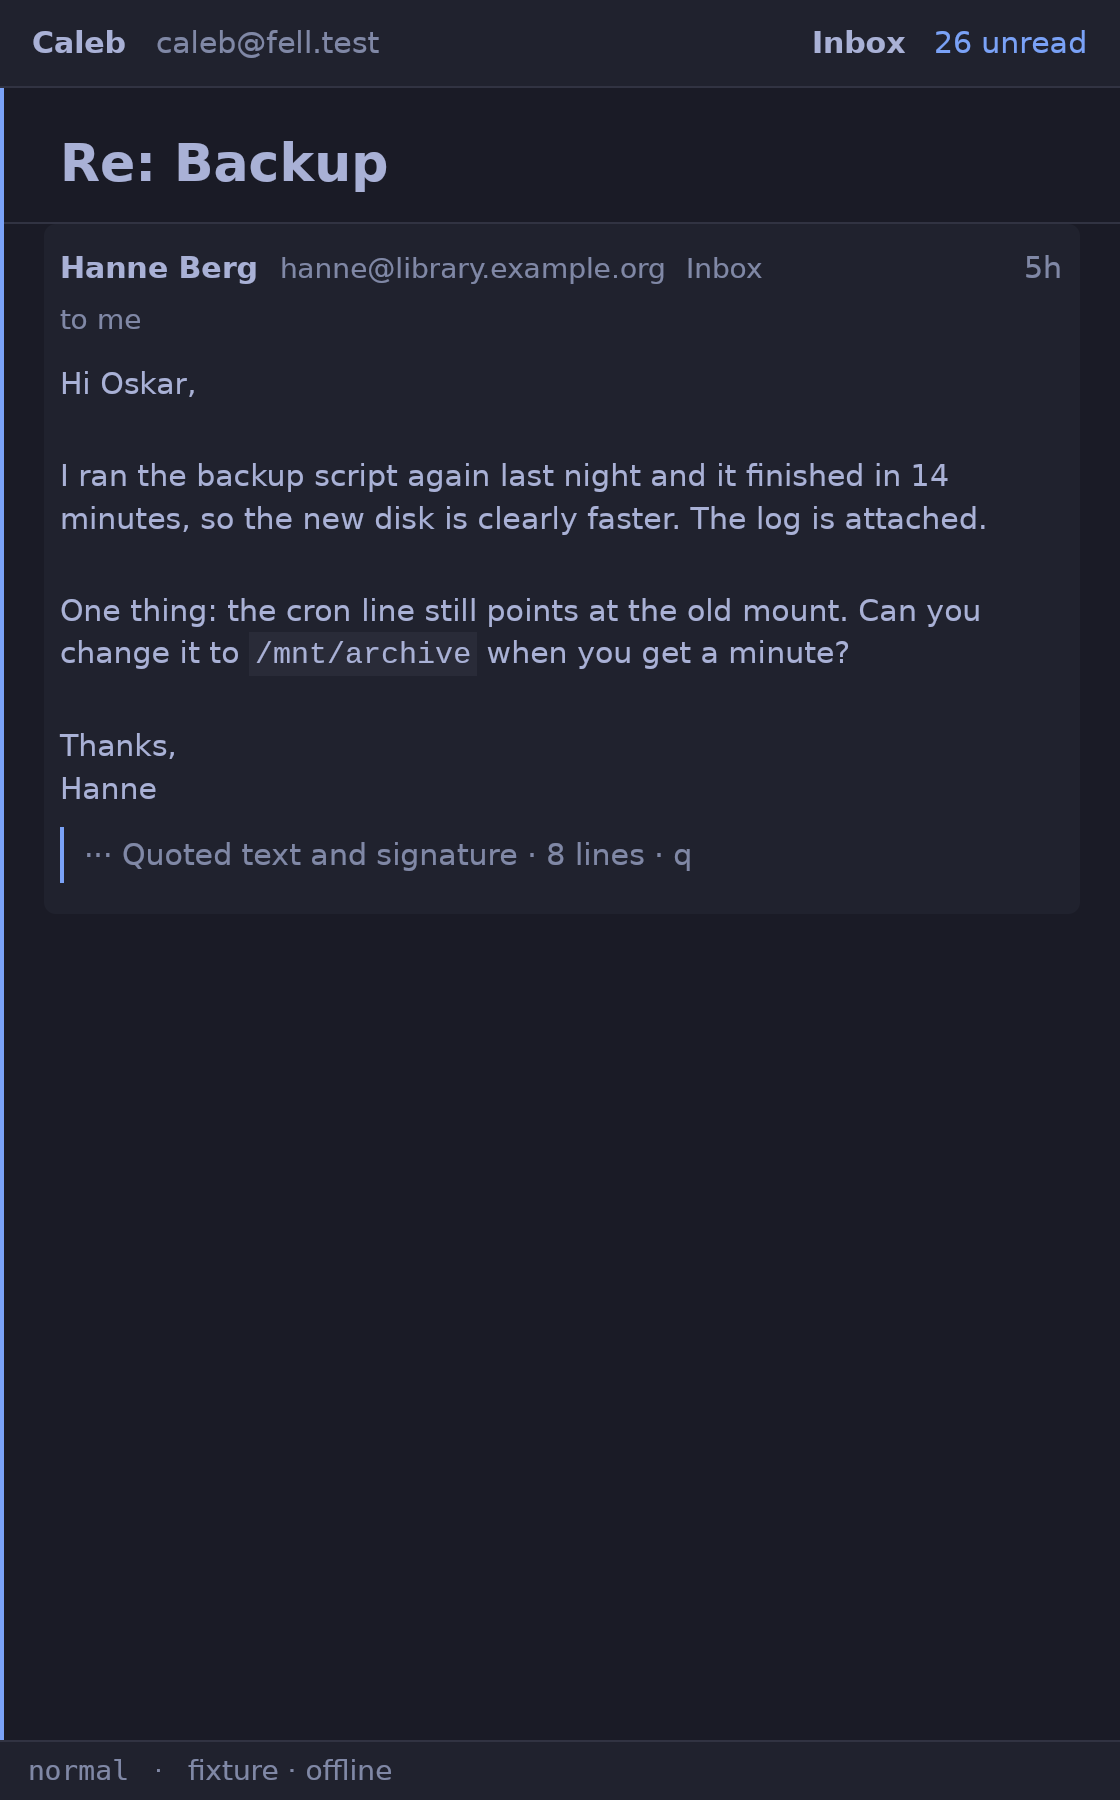 Caleb caleb@fell.test Inbox 26 unread
Re: Backup
Hanne Berg hanne@library.example.org Inbox 5h
to me
Hi Oskar,
I ran the backup script again last night and it finished in 14
minutes, so the new disk is clearly faster. The log is attached.
One thing: the cron line still points at the old mount. Can you
change it to /mnt/archive when you get a minute?
Thanks,
Hanne
··· Quoted text and signature · 8 lines · q
normal · fixture · offline